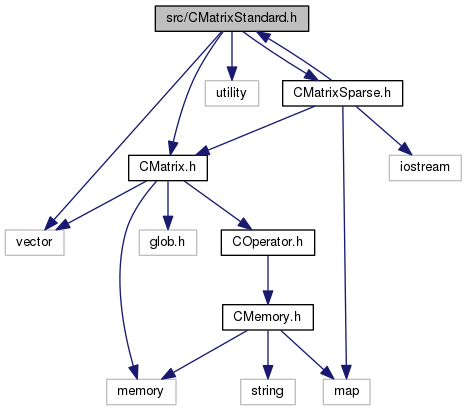 src/CMatrixStandard.h
utility
CMatrixSparse.h
CMatrix.h
iostream
vector
glob.h
COperator.h
CMemory.h
memory
string
map